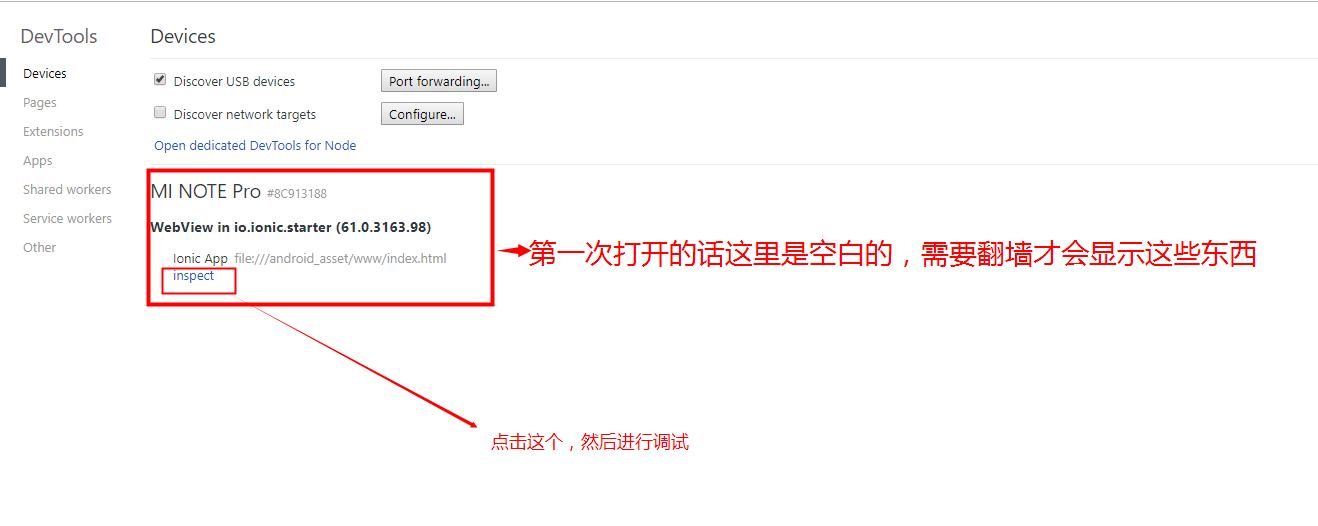 DevTools
Devices
Pages
Extensions
Apps
Shared workers
Service workers
Other
Devices
Discover USB devices
Port forwarding...
Discover network targets
Configure...
Open dedicated DevTools for Node
MI NOTE Pro #8C913188
WebView in io.ionic.starter (61.0.3163.98)
Ionic App file:///android_asset/www/index.html
inspect
第一次打开的话这里是空白的，需要翻墙才会显示这些东西
点击这个，然后进行调试